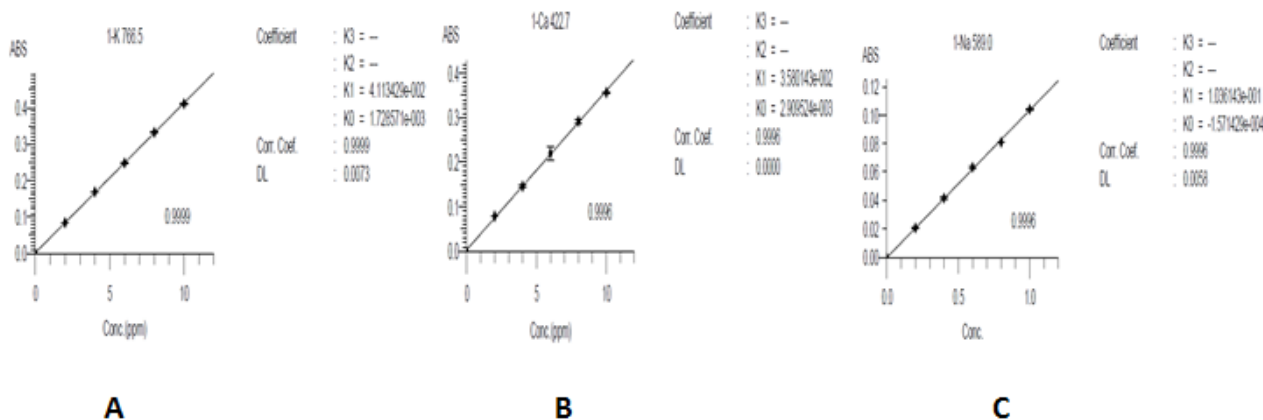 1-K 766.5
ABS
0.4
0.3
0.2
0.1
0.0
0.9999
0 5 10
Conc.(ppm)
Coefficient : K3 = ---
: K2 = ---
: K1 = 4.113429e-002
: K0 = 1.728571e-003
Corr. Coef. : 0.9999
DL : 0.0073
A
1-Ca 422.7
ABS
0.4
0.3
0.2
0.1
0.0
0.9996
0 5 10
Conc.(ppm)
Coefficient : K3 = ---
: K2 = ---
: K1 = 3.580143e-002
: K0 = 2.909524e-003
Corr. Coef. : 0.9996
DL : 0.0000
B
1-Na 589.0
ABS
0.12
0.10
0.08
0.06
0.04
0.02
0.00
0.9996
0.0 0.5 1.0
Conc.
Coefficient : K3 = ---
: K2 = ---
: K1 = 1.036143e-001
: K0 = -1.571429e-004
Corr. Coef. : 0.9996
DL : 0.0058
C